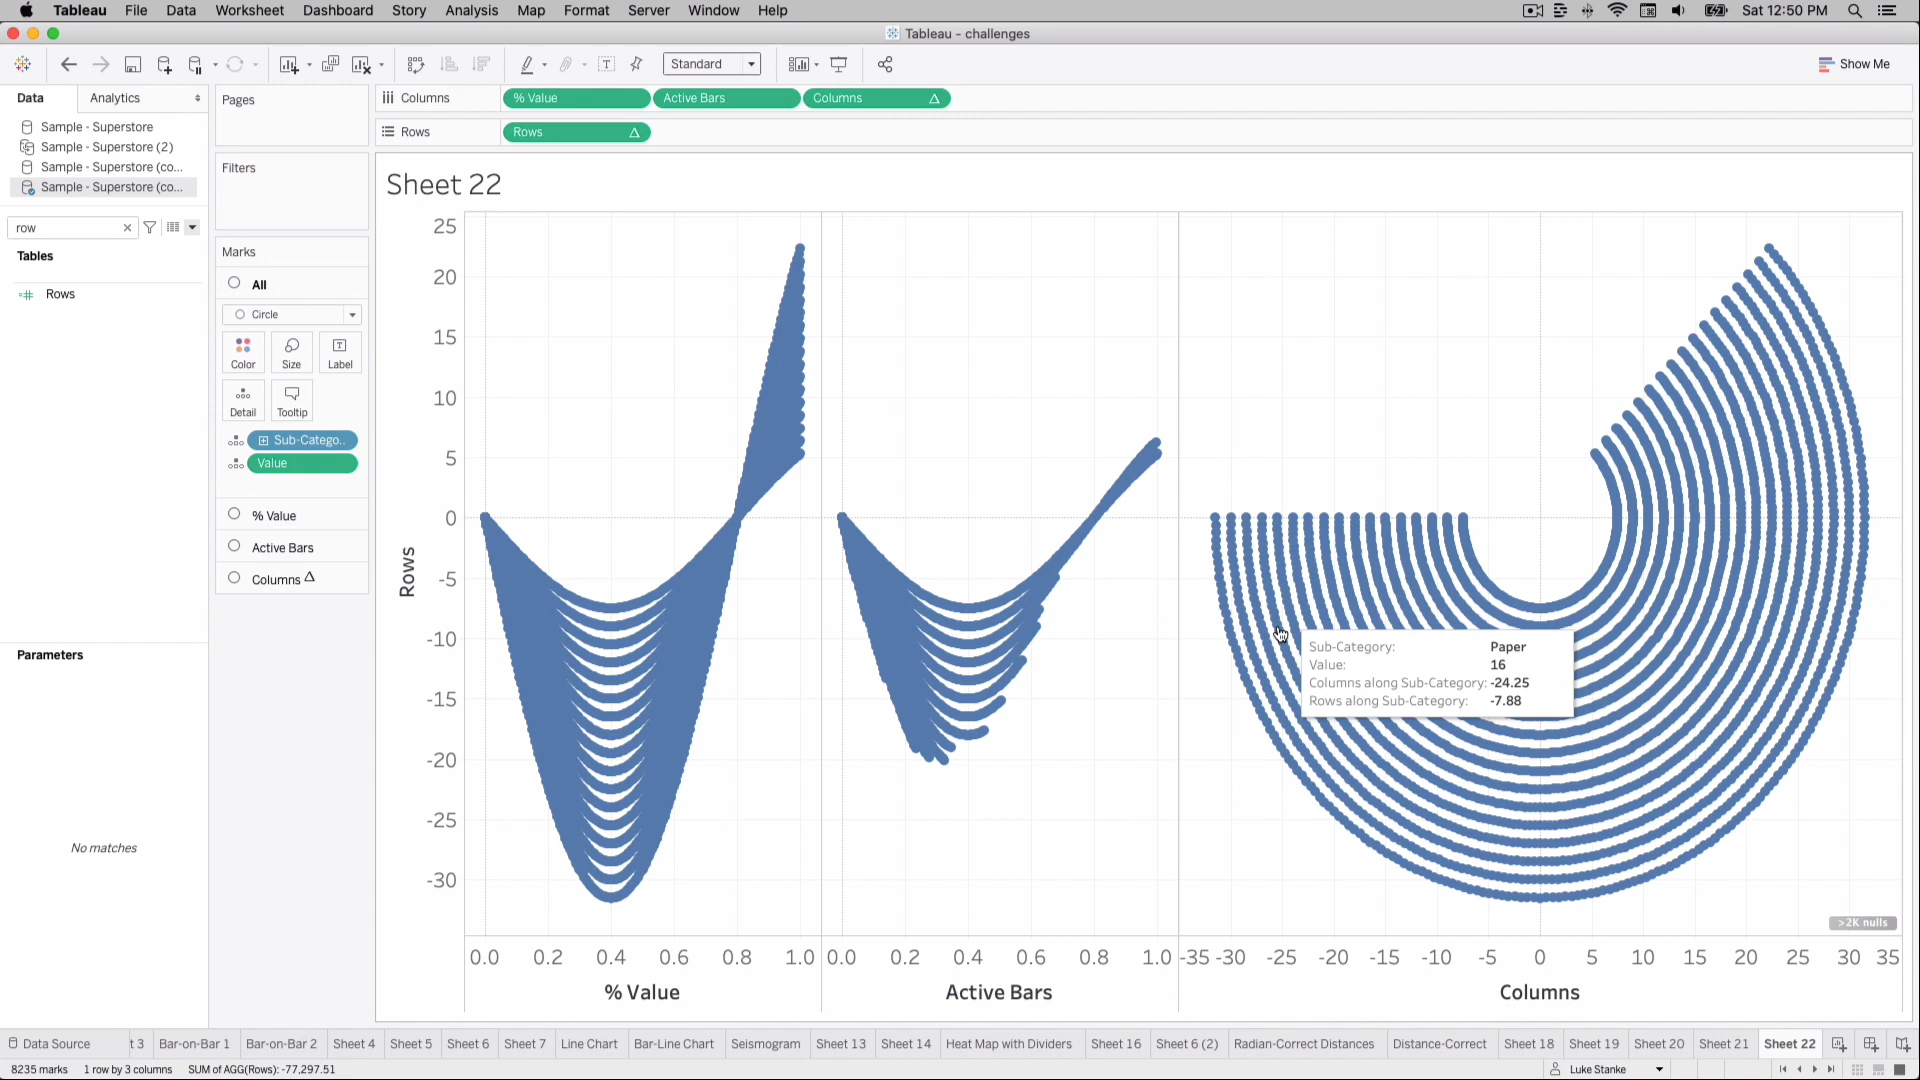 Tableau File Data Worksheet Dashboard Story Analysis Map Format Server Window Help Sat 12:50 PM
Tableau - challenges
Standard Show Me
Data Analytics
Sample - Superstore
Sample - Superstore (2)
Sample - Superstore (co...
Sample - Superstore (co...
row
Tables
Rows
Parameters
No matches
Pages
Filters
Marks
All
Circle
Color Size Label
Detail Tooltip
Sub-Catego..
Value
% Value
Active Bars
Columns
Columns % Value Active Bars Columns
Rows Rows
Sheet 22
25
20
15
10
5
0
-5
-10
-15
-20
-25
-30
Rows
Sub-Category: Paper
Value: 16
Columns along Sub-Category: -24.25
Rows along Sub-Category: -7.88
>2K nulls
0.0 0.2 0.4 0.6 0.8 1.0 0.0 0.2 0.4 0.6 0.8 1.0 -35 -30 -25 -20 -15 -10 -5 0 5 10 15 20 25 30 35
% Value Active Bars Columns
Data Source t 3 Bar-on-Bar 1 Bar-on-Bar 2 Sheet 4 Sheet 5 Sheet 6 Sheet 7 Line Chart Bar-Line Chart Seismogram Sheet 13 Sheet 14 Heat Map with Dividers Sheet 16 Sheet 6 (2) Radian-Correct Distances Distance-Correct Sheet 18 Sheet 19 Sheet 20 Sheet 21 Sheet 22
8235 marks 1 row by 3 columns SUM of AGG(Rows): -77,297.51 Luke Stanke